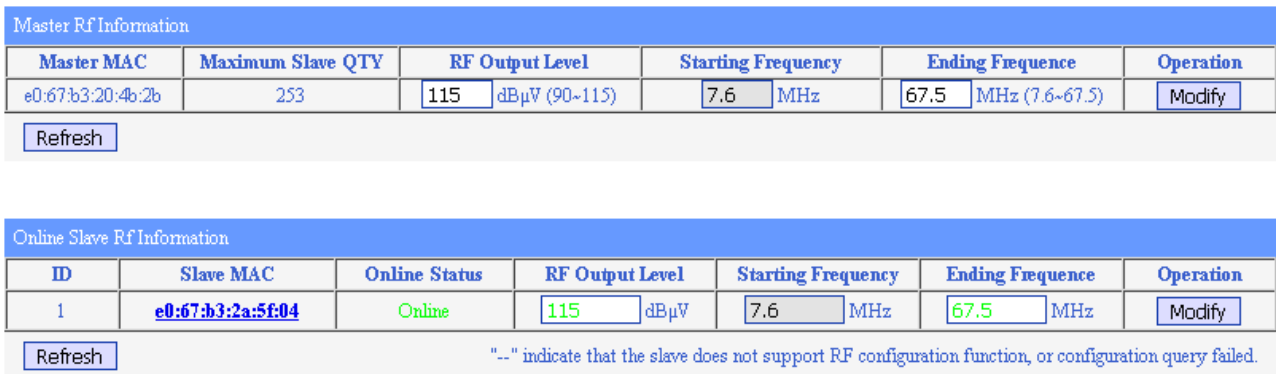 Master Rf Information
Master MAC Maximum Slave QTY RF Output Level Starting Frequency Ending Frequence Operation
e0:67:b3:20:4b:2b 253 115 dBμV (90~115) 7.6 MHz 67.5 MHz (7.6~67.5) Modify
Refresh
Online Slave Rf Information
ID Slave MAC Online Status RF Output Level Starting Frequency Ending Frequence Operation
1 e0:67:b3:2a:5f:04 Online 115 dBμV 7.6 MHz 67.5 MHz Modify
Refresh "--" indicate that the slave does not support RF configuration function, or configuration query failed.